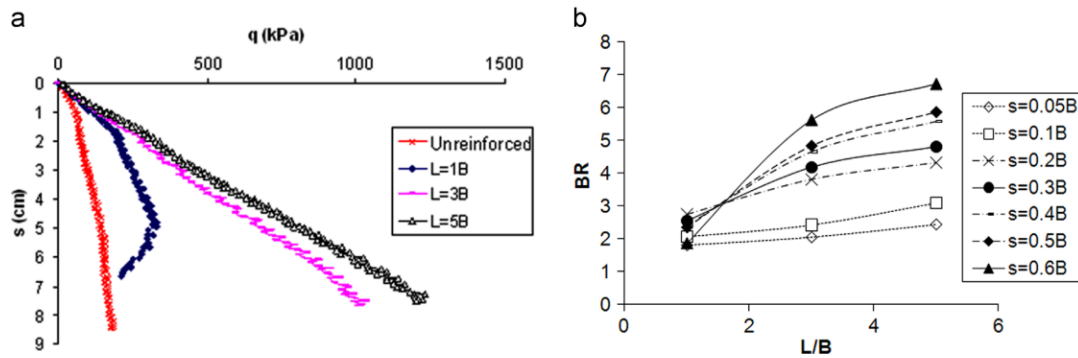 a
q (kPa)
0 500 1000 1500
0
1
2
3
4
5
6
7
8
9
s (cm)
Unreinforced
L=1B
L=3B
L=5B
b
8
7
6
5
4
3
2
1
0
BR
0 2 4 6
L/B
s=0.05B
s=0.1B
s=0.2B
s=0.3B
s=0.4B
s=0.5B
s=0.6B